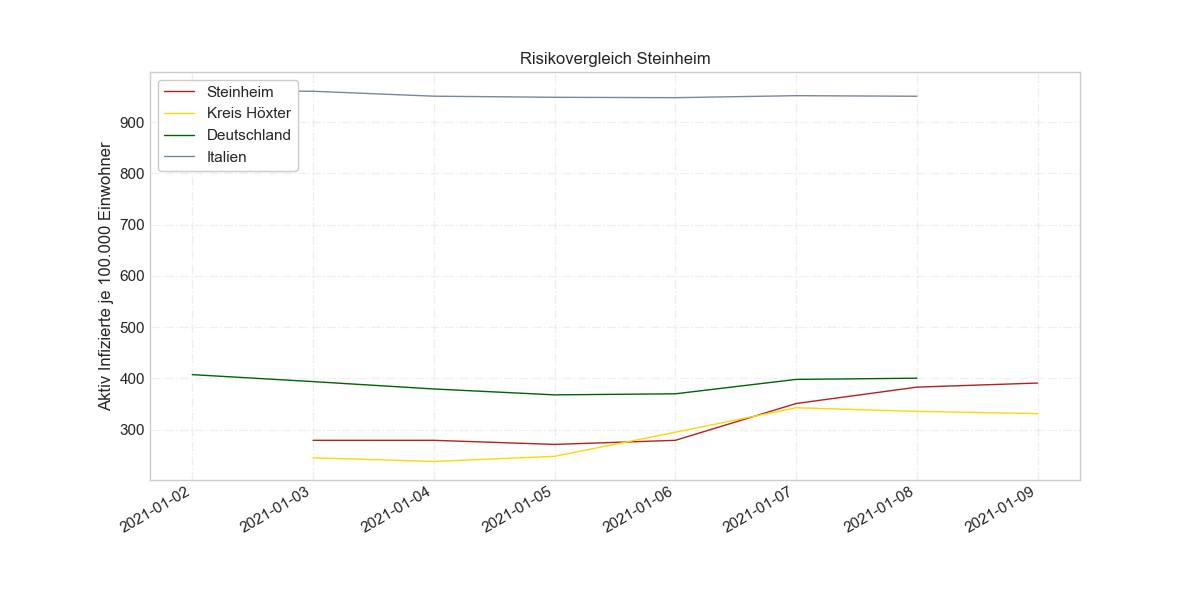 Risikovergleich Steinheim
Steinheim
Kreis Höxter
Deutschland
Italien
Aktiv Infizierte je 100.000 Einwohner
900
800
700
600
500
400
300
2021-01-02
2021-01-03
2021-01-04
2021-01-05
2021-01-06
2021-01-07
2021-01-08
2021-01-09